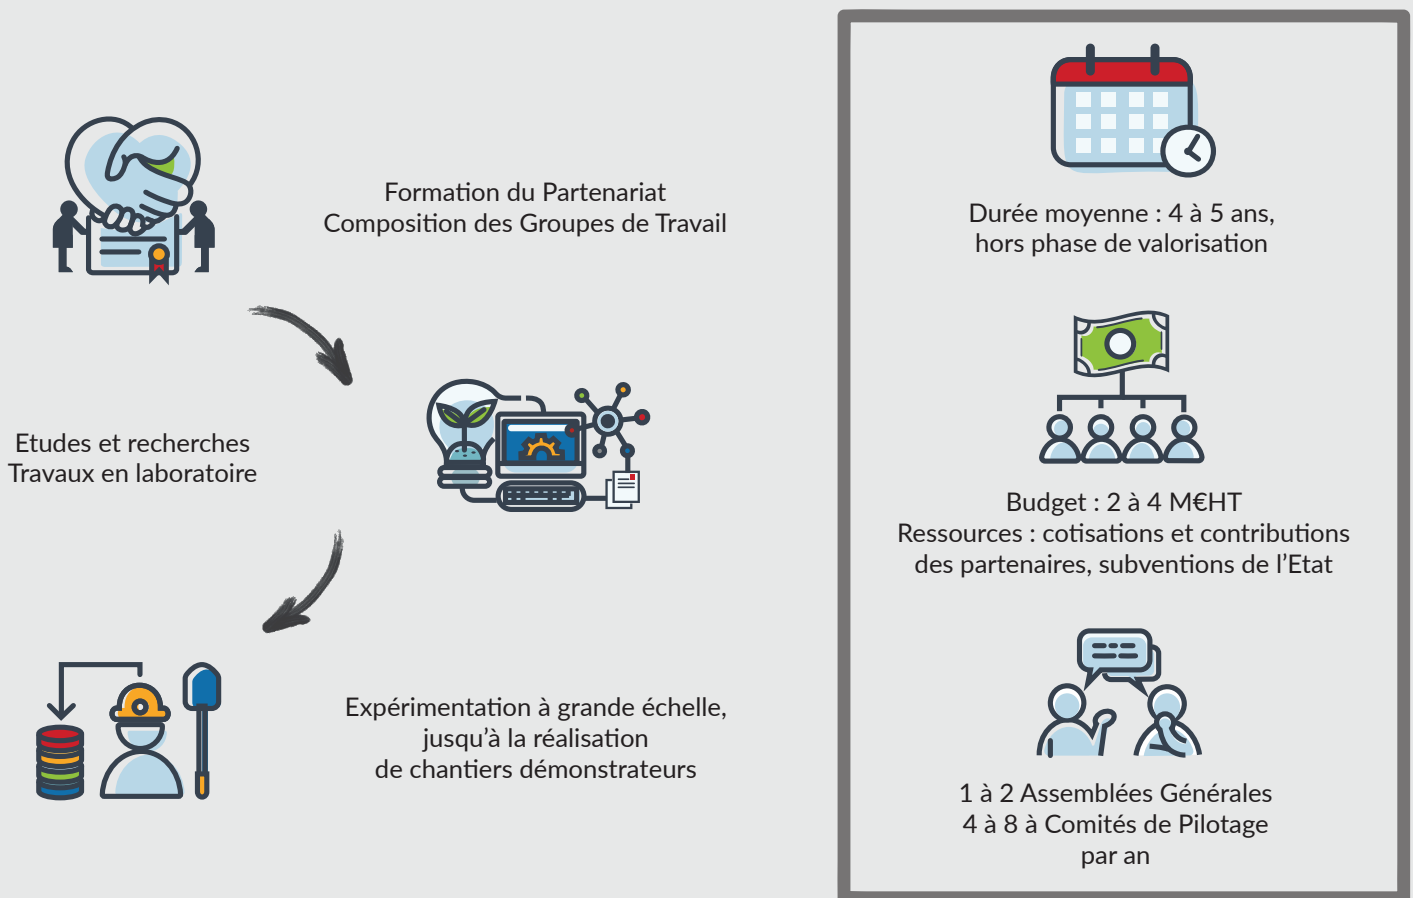 Formation du Partenariat
Composition des Groupes de Travail
Etudes et recherches
Travaux en laboratoire
Expérimentation à grande échelle,
jusqu’à la réalisation
de chantiers démonstrateurs
Durée moyenne : 4 à 5 ans,
hors phase de valorisation
Budget : 2 à 4 M€HT
Ressources : cotisations et contributions
des partenaires, subventions de l’Etat
1 à 2 Assemblées Générales
4 à 8 à Comités de Pilotage
par an